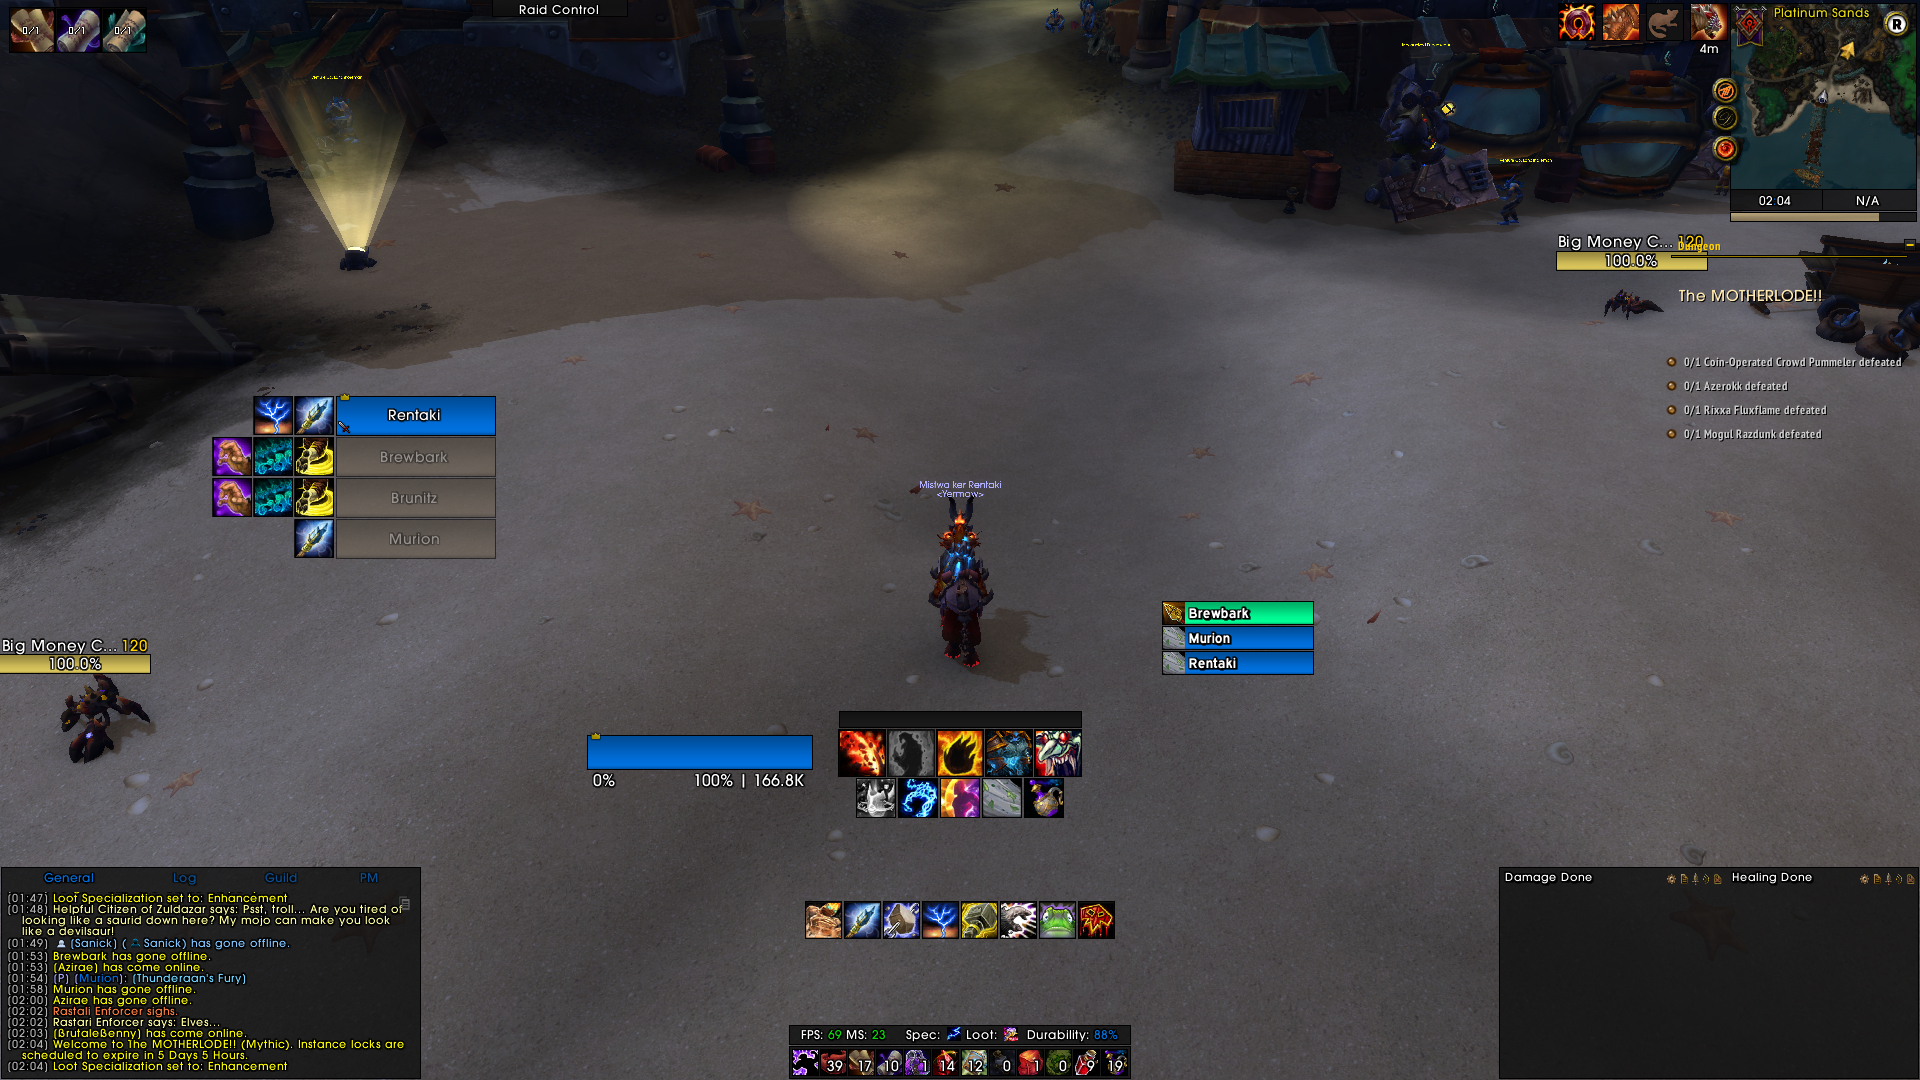 0/1 0/1 0/1
Raid Control
4m
Platinum Sands
R
02 04 N/A
Big Money C... 120
100.0%
Dungeon
The MOTHERLODE!!
0/1 Coin-Operated Crowd Pummeler defeated
0/1 Azerokk defeated
0/1 Rixxa Fluxflame defeated
0/1 Mogul Razdunk defeated
Rentaki
Brewbark
Brunitz
Murion
Mistwa ker Rentaki
<Yermaw>
Brewbark
Murion
Rentaki
Big Money C... 120
100.0%
0% 100% | 166.8K
General Log Guild PM
(01:47) Loot Specialization set to: Enhancement
(01:48) Helpful Citizen of Zuldazar says: Psst, troll... Are you tired of
looking like a saurid down here? My mojo can make you look
like a devilsaur!
(01:49) (Sanick) ( Sanick) has gone offline.
(01:53) Brewbark has gone offline.
(01:53) (Azirae) has come online.
(01:54) (P) (Murion): (Thunderaan's Fury)
(01:58) Murion has gone offline.
(02:00) Azirae has gone offline.
(02:02) Rastali Enforcer sighs.
(02:02) Rastari Enforcer says: Elves...
(02:03) (Brutaleßenny) has come online.
(02:04) Welcome to The MOTHERLODE!! (Mythic). Instance locks are
scheduled to expire in 5 Days 5 Hours.
(02:04) Loot Specialization set to: Enhancement
Damage Done Healing Done
FPS: 69 MS: 23 Spec: Loot: Durability: 88%
39 17 10 1 14 12 0 1 0 9 19